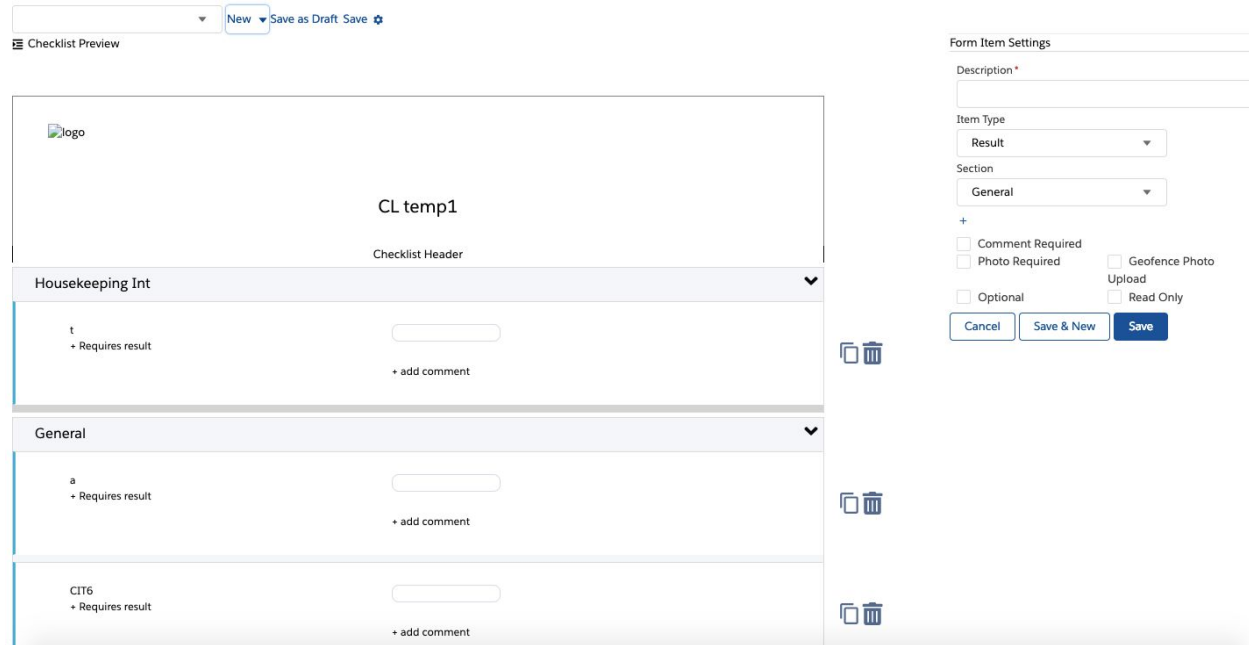 New Save as Draft Save
Checklist Preview
logo
CL temp1
Checklist Header
Housekeeping Int
t
+ Requires result
+ add comment
General
a
+ Requires result
+ add comment
CIT6
+ Requires result
+ add comment
Form Item Settings
Description*
Item Type
Result
Section
General
+
Comment Required
Photo Required
Geofence Photo
Upload
Optional
Read Only
Cancel Save & New Save